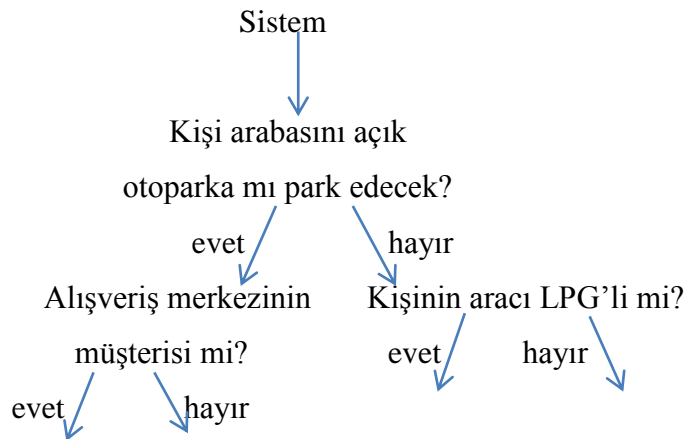 Sistem
Kişi arabasını açık
otoparka mı park edecek?
evet hayır
Alışveriş merkezinin Kişinin aracı LPG’li mi?
müşterisi mi? evet hayır
evet hayır